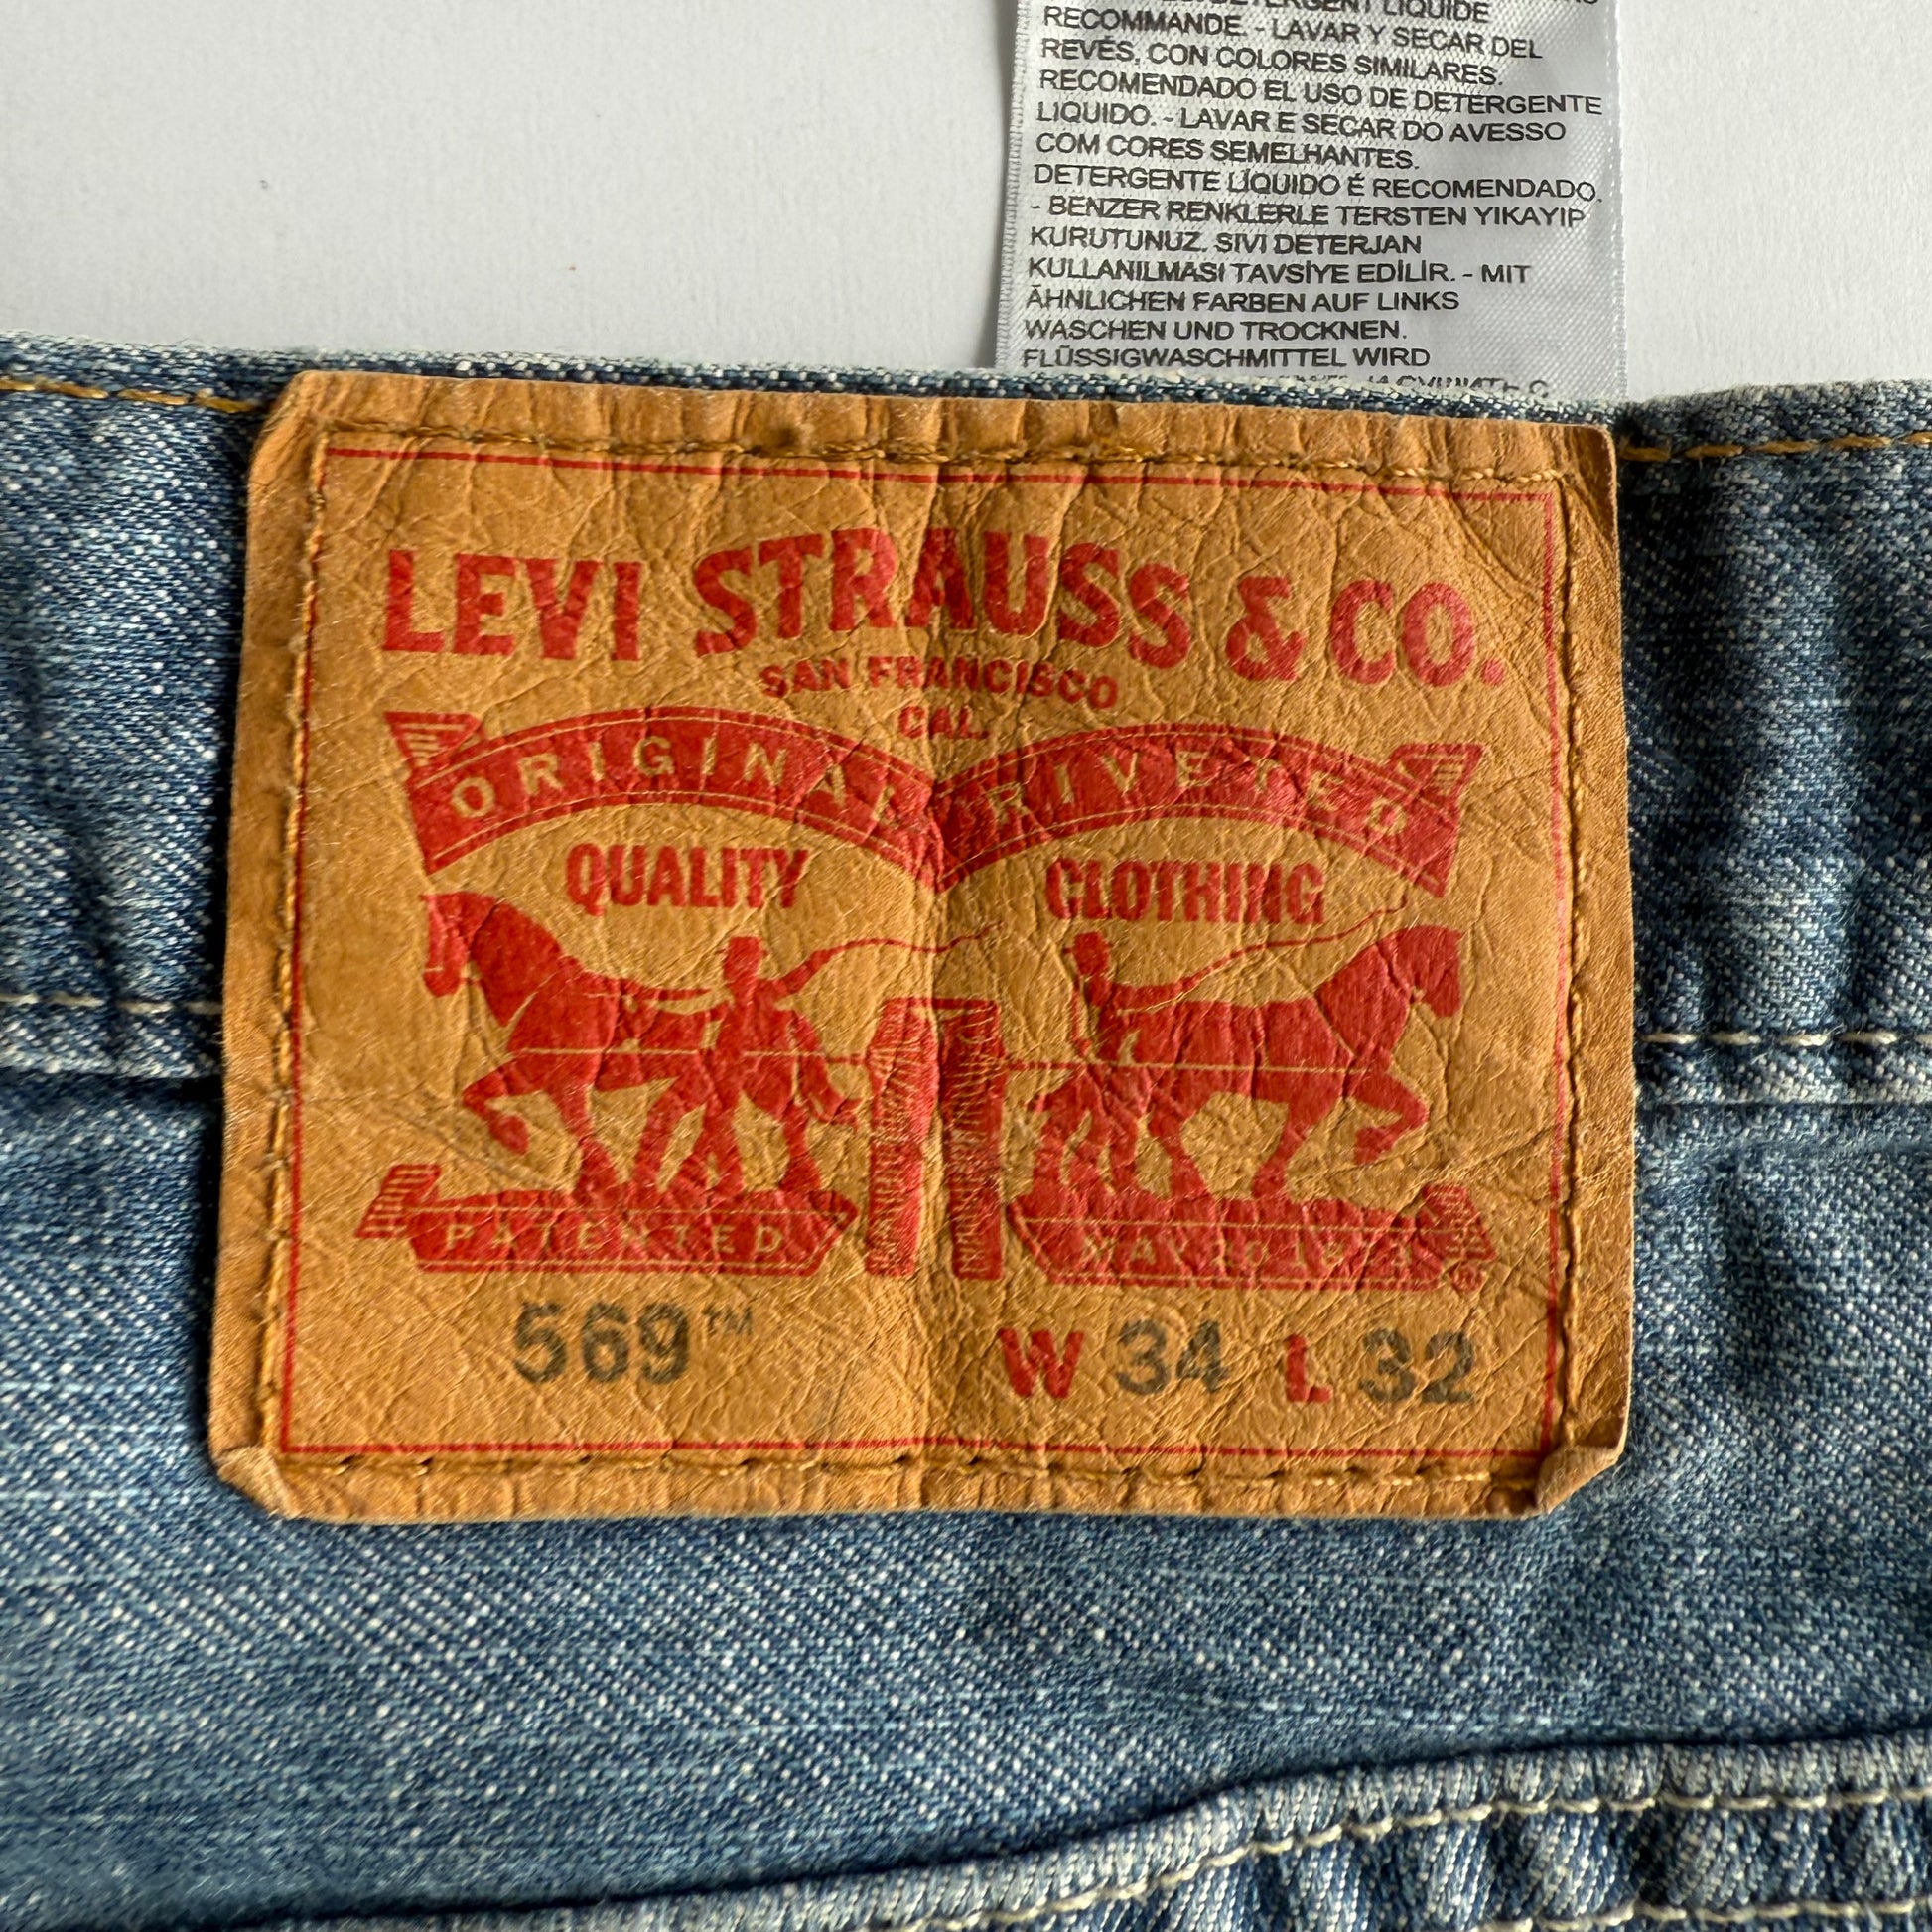 DETERGENT LIQUIDE
RECOMMANDE. - LAVAR Y SECAR DEL
REVÉS, CON COLORES SIMILARES.
RECOMENDADO EL USO DE DETERGENTE
LIQUIDO. - LAVAR E SECAR DO AVESSO
COM CORES SEMELHANTES.
DETERGENTE LÍQUIDO É RECOMENDADO.
- BENZER RENKLERLE TERSTEN YIKAYIP
KURUTUNUZ. SIVI DETERJAN
KULLANILMASI TAVSİYE EDİLİR. - MIT
ÄHNLICHEN FARBEN AUF LINKS
WASCHEN UND TROCKNEN.
FLÜSSIGWASCHMITTEL WIRD
LEVI STRAUSS & CO.
SAN FRANCISCO
CAL.
ORIGINAL RIVETED
QUALITY CLOTHING
PATENTED
569™ W 34 L 32